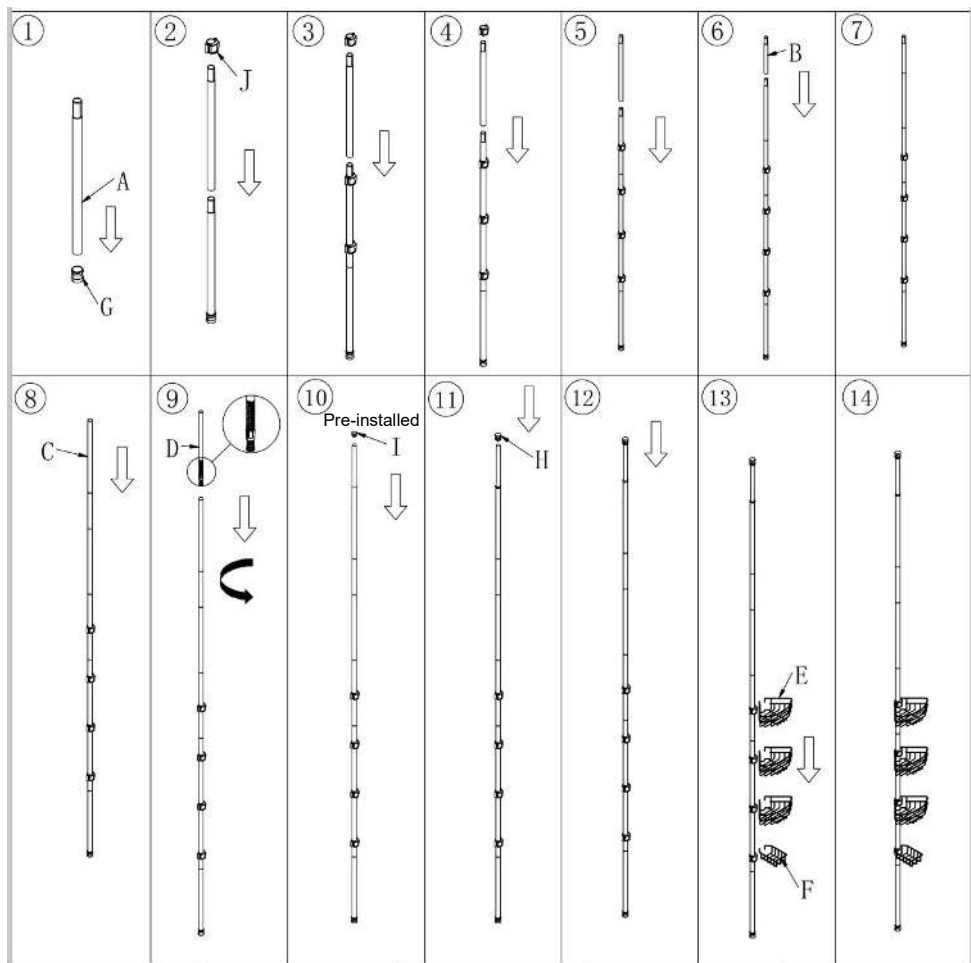 ① ② ③ ④ ⑤ ⑥ ⑦
J
B
A
G
⑧ ⑨ ⑩ ⑪ ⑫ ⑬ ⑭
Pre-installed
C
D
I
H
E
F